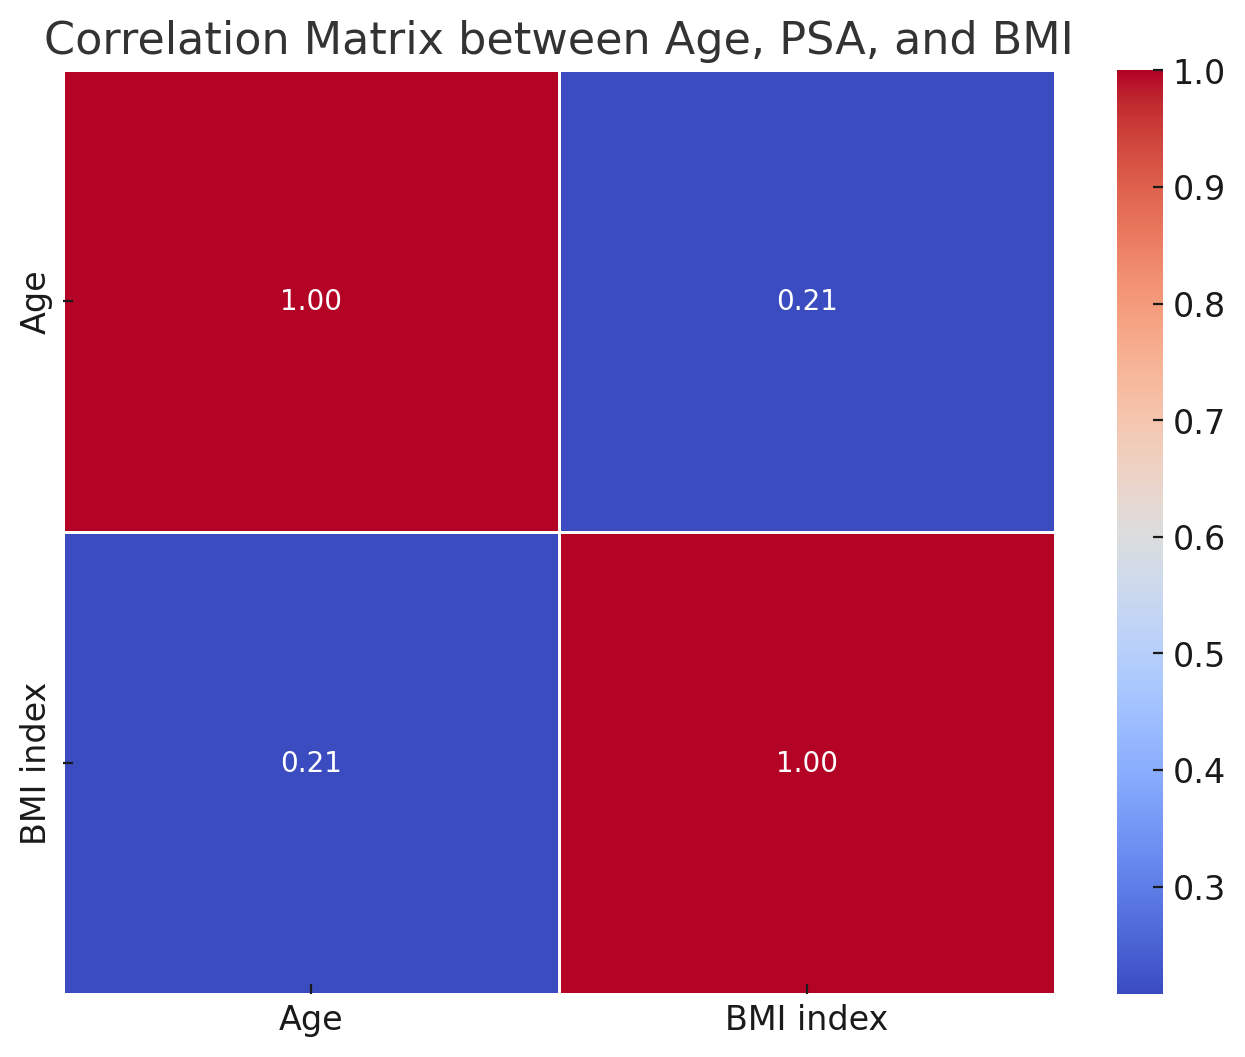 Correlation Matrix between Age, PSA, and BMI
1.0
0.9
0.8
0.7
0.6
0.5
0.4
0.3
Age
1.00
0.21
BMI index
0.21
1.00
Age
BMI index